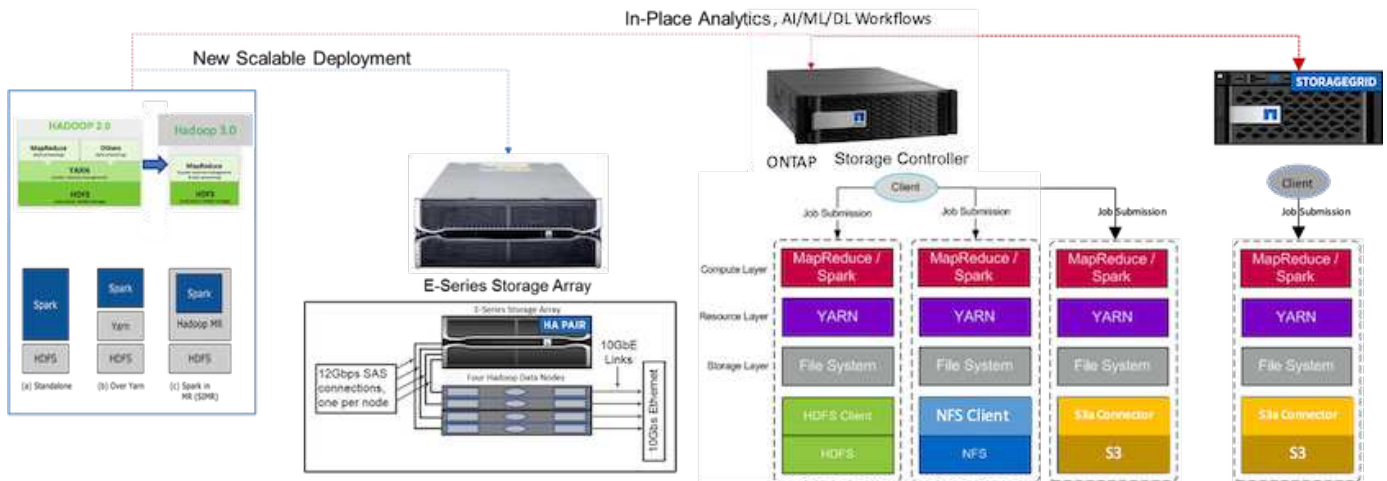 In-Place Analytics, AI/ML/DL Workflows
New Scalable Deployment
HADOOP 2.0
MapReduce
Others
YARN
HDFS
Hadoop 3.0
MapReduce
HDFS
Spark
HDFS
(a) Standalone
Spark
Yarn
HDFS
(b) Over Yarn
Spark
Hadoop MR
HDFS
(c) Spark in
MR (SIMR)
E-Series Storage Array
E-Series Storage Array
HA PAIR
12Gbps SAS
connections,
one per node
Four Hadoop Data Nodes
10GbE
Links
10Gbs Ethernet
ONTAP
Storage Controller
STORAGEGRID
Client
Client
Job Submission
Job Submission
Job Submission
Job Submission
Compute Layer
MapReduce /
Spark
MapReduce /
Spark
MapReduce /
Spark
MapReduce /
Spark
Resource Layer
YARN
YARN
YARN
YARN
Storage Layer
File System
File System
File System
File System
HDFS Client
HDFS
NFS Client
NFS
S3a Connector
S3
S3a Connector
S3